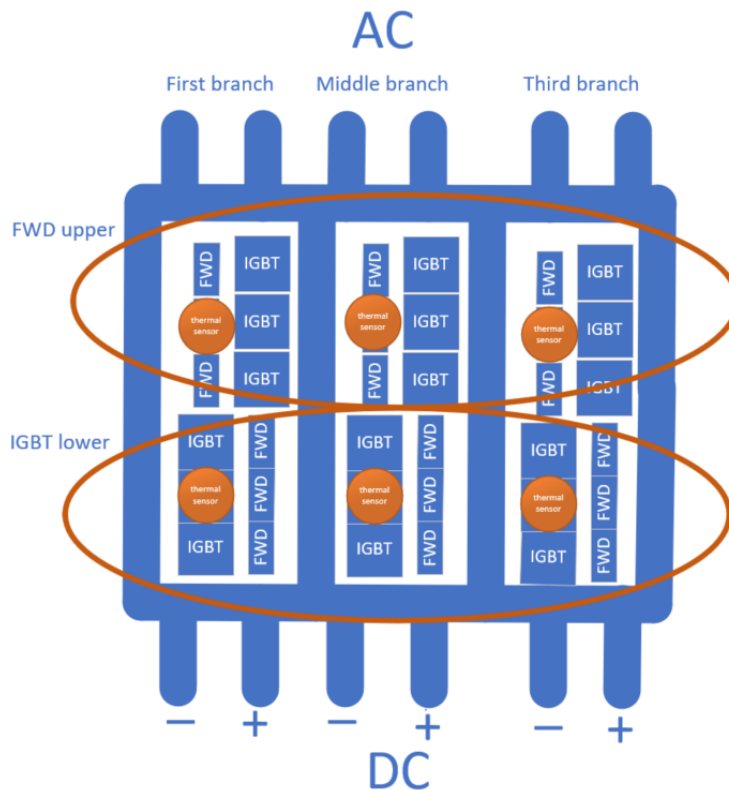 AC
First branch
Middle branch
Third branch
FWD upper
FWD
IGBT
FWD
IGBT
FWD
IGBT
thermal
sensor
IGBT
thermal
sensor
IGBT
thermal
sensor
IGBT
FWD
IGBT
FWD
IGBT
FWD
IGBT
IGBT lower
IGBT
FWD
IGBT
FWD
IGBT
FWD
thermal
sensor
FWD
thermal
sensor
FWD
thermal
sensor
FWD
IGBT
FWD
IGBT
FWD
IGBT
FWD
− + − + − +
DC